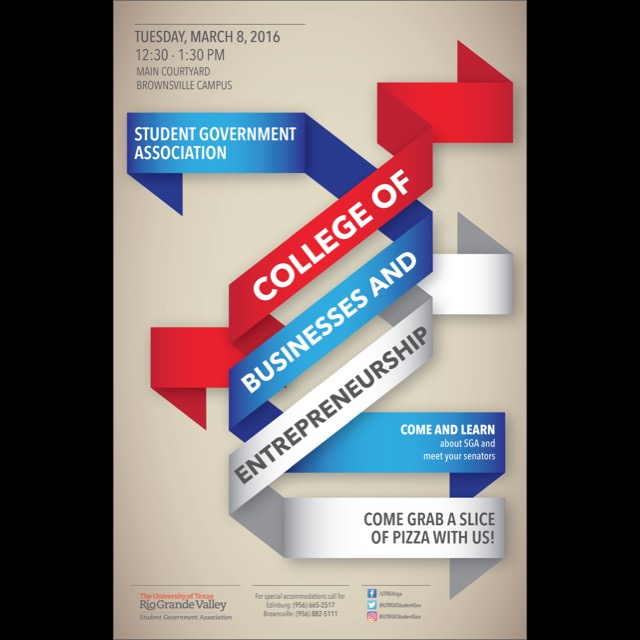 TUESDAY, MARCH 8, 2016
12:30 - 1:30 PM
MAIN COURTYARD
BROWNSVILLE CAMPUS
STUDENT GOVERNMENT
ASSOCIATION
COLLEGE OF
BUSINESSES AND
ENTREPRENEURSHIP
COME AND LEARN
about SGA and
meet your senators
COME GRAB A SLICE
OF PIZZA WITH US!
The University of Texas
Rio Grande Valley
Student Government Association
For special accommodations call for
Edinburg: (956) 665-2517
Brownsville: (956) 882-5111
/UTRGVsga
@UTRGVStudentGov
@UTRGVStudentGov